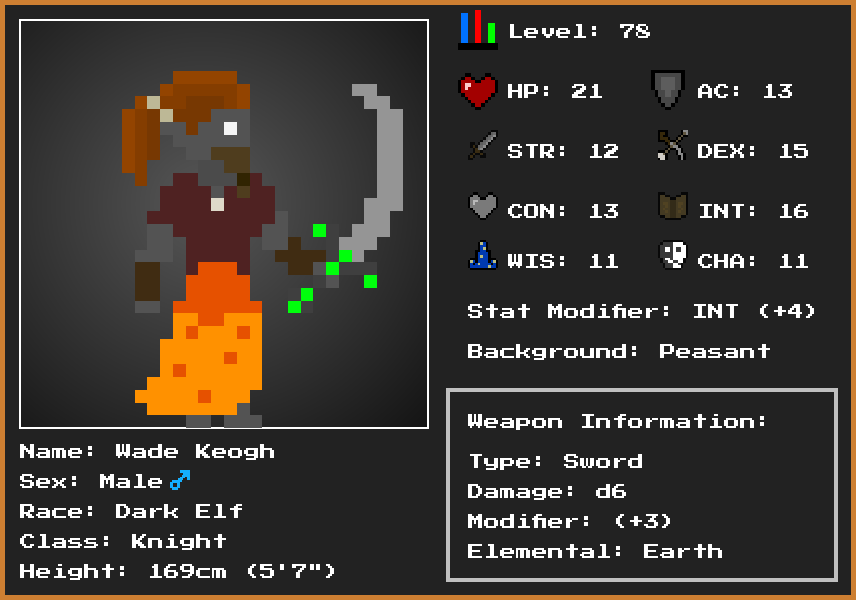 Level: 78
HP: 21
AC: 13
STR: 12
DEX: 15
CON: 13
INT: 16
WIS: 11
CHA: 11
Stat Modifier: INT (+4)
Background: Peasant
Weapon Information:
Type: Sword
Damage: d6
Modifier: (+3)
Elemental: Earth
Name: Wade Keogh
Sex: Male ♂
Race: Dark Elf
Class: Knight
Height: 169cm (5'7")